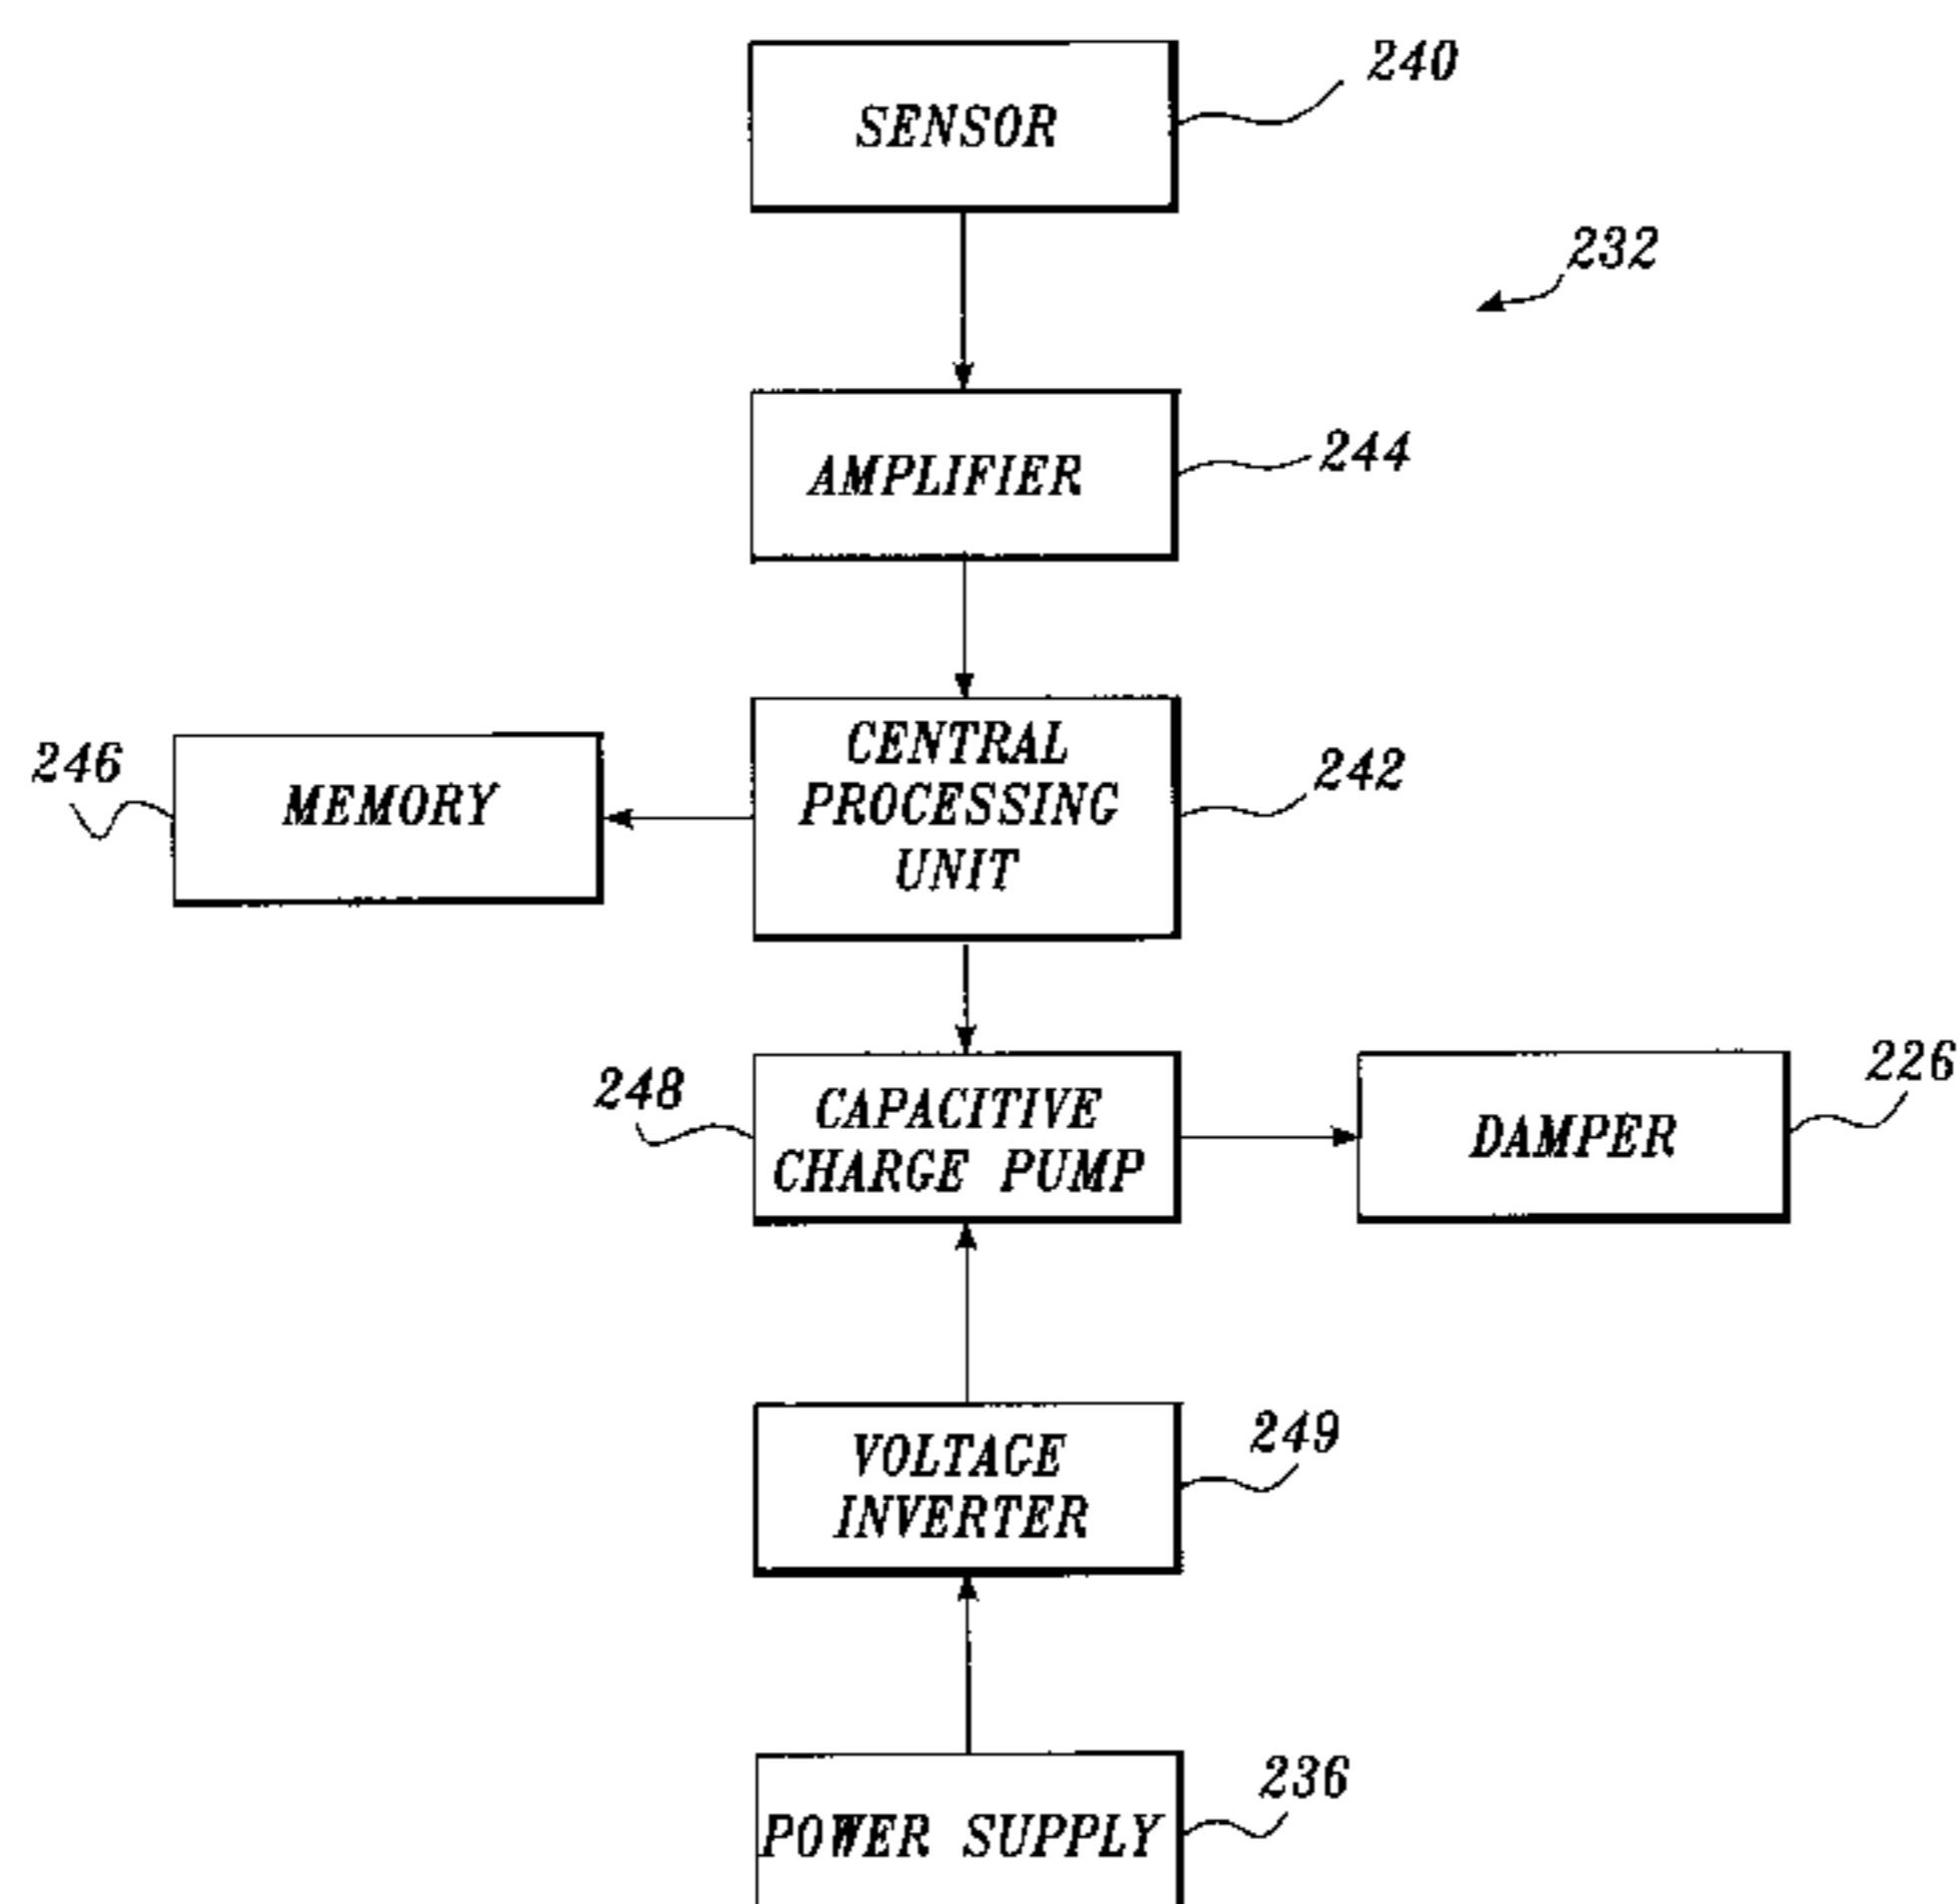 240
SENSOR
232
244
AMPLIFIER
246
MEMORY
CENTRAL
PROCESSING
UNIT
242
248
CAPACITIVE
CHARGE PUMP
226
DAMPER
249
VOLTAGE
INVERTER
236
POWER SUPPLY